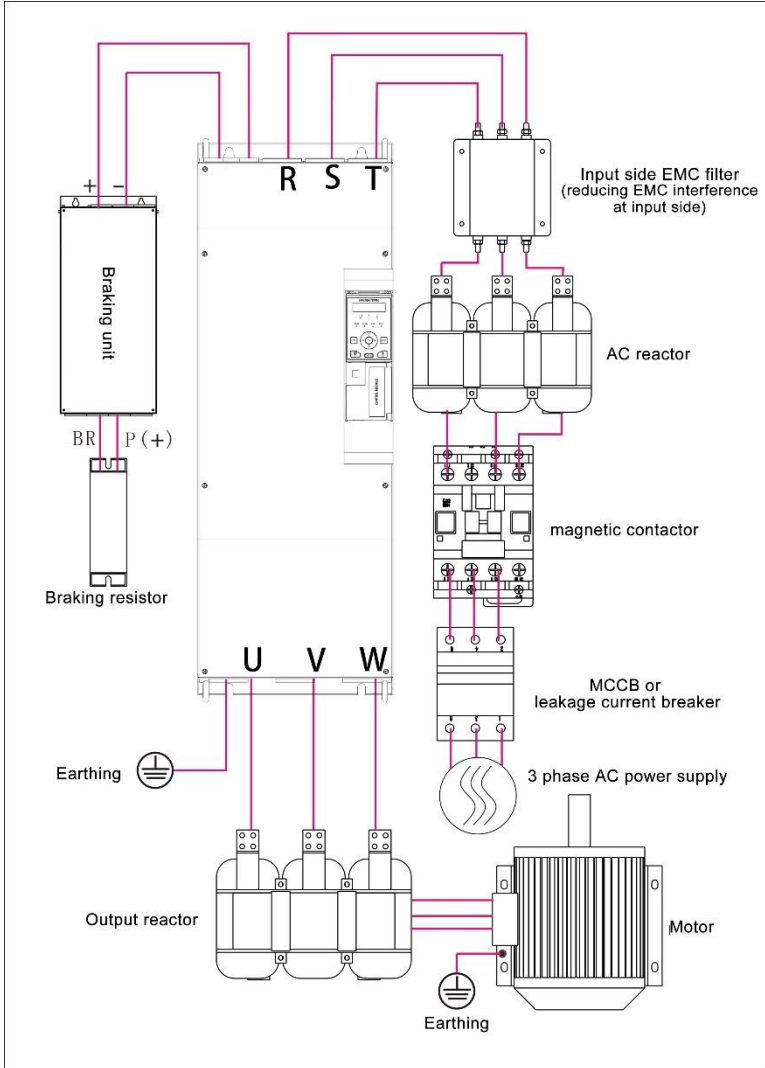 R S T
+ −
Input side EMC filter
(reducing EMC interference
at input side)
Braking unit
AC reactor
BR P(+)
magnetic contactor
Braking resistor
U V W
MCCB or
leakage current breaker
Earthing
3 phase AC power supply
Output reactor
Motor
Earthing